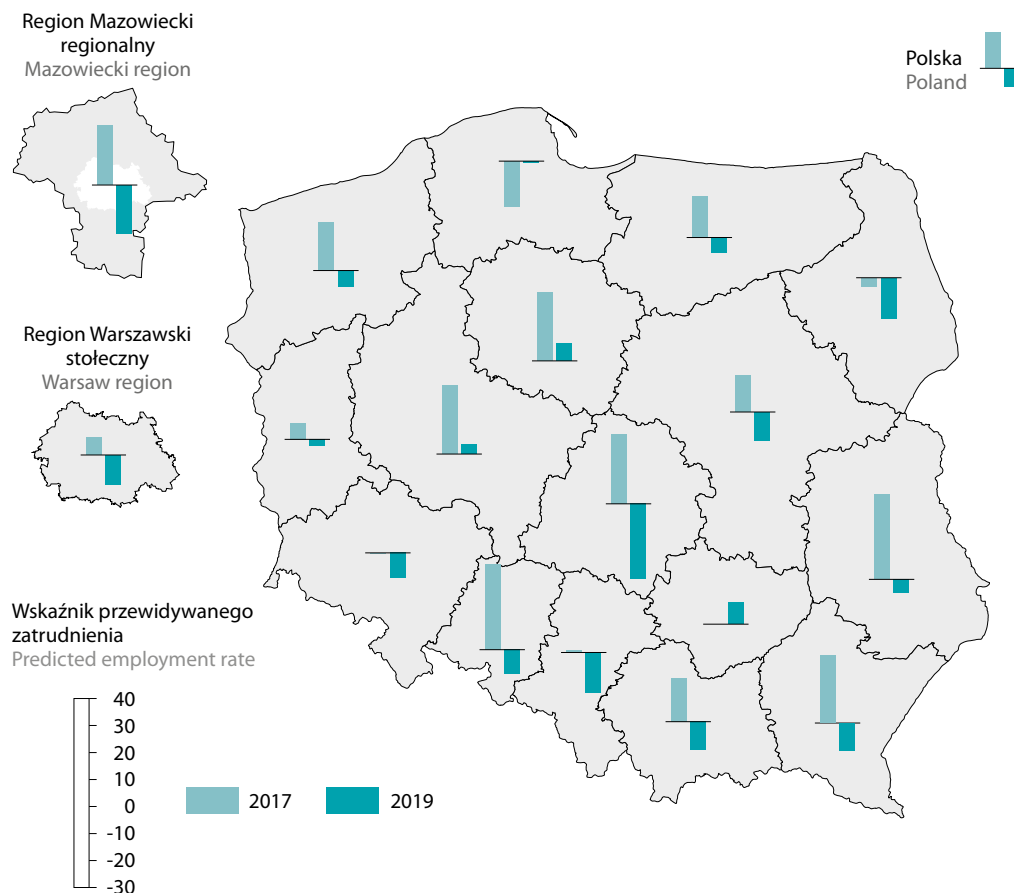 Region Mazowiecki
regionalny
Mazowiecki region
Polska
Poland
Region Warszawski
stołeczny
Warsaw region
Wskaźnik przewidywanego
zatrudnienia
Predicted employment rate
40
30
20
10
0
-10
-20
-30
2017
2019